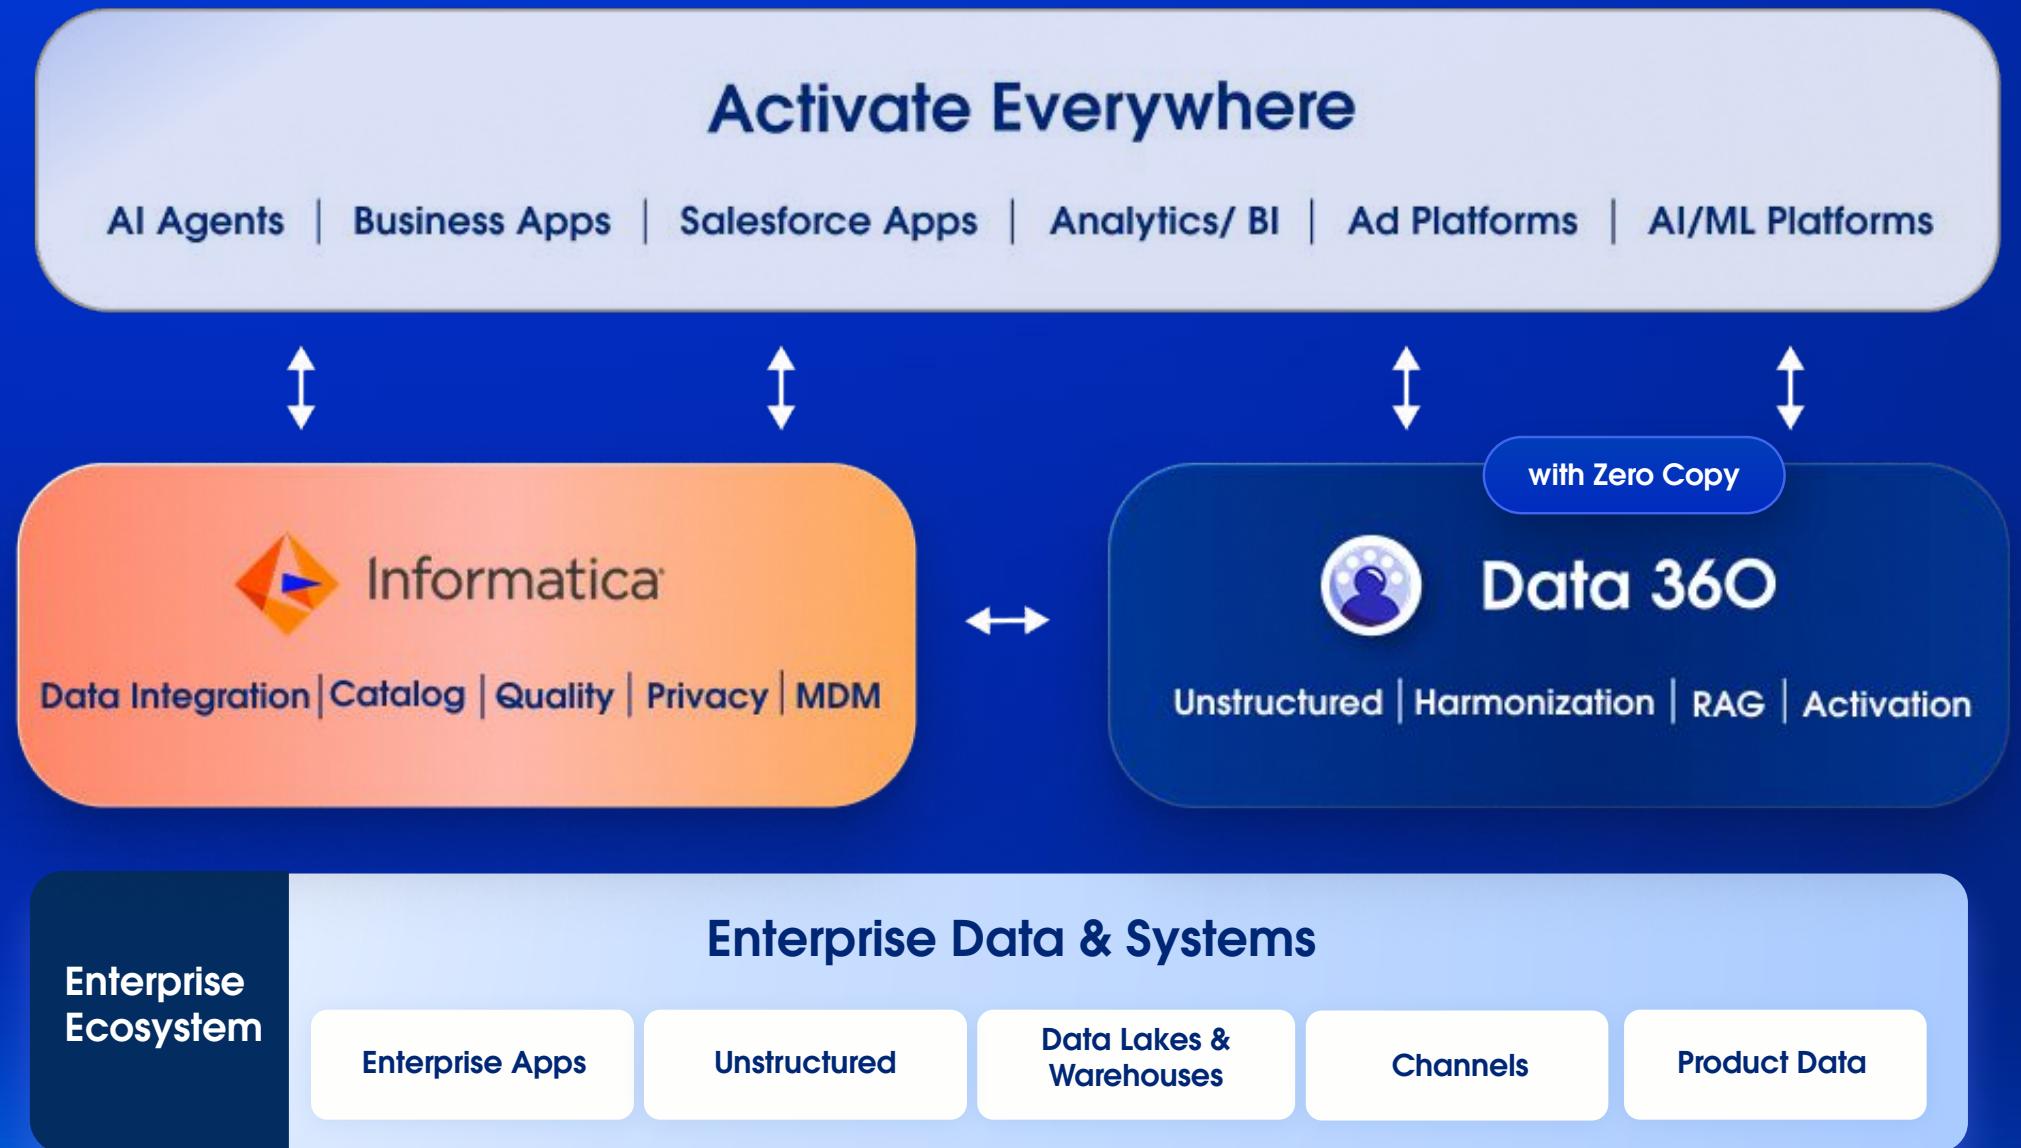 Activate Everywhere
AI Agents | Business Apps | Salesforce Apps | Analytics/ BI | Ad Platforms | AI/ML Platforms
with Zero Copy
Informatica
Data 360
Data Integration | Catalog | Quality | Privacy | MDM
Unstructured | Harmonization | RAG | Activation
Enterprise Data & Systems
Enterprise
Ecosystem
Enterprise Apps
Unstructured
Data Lakes &
Warehouses
Channels
Product Data